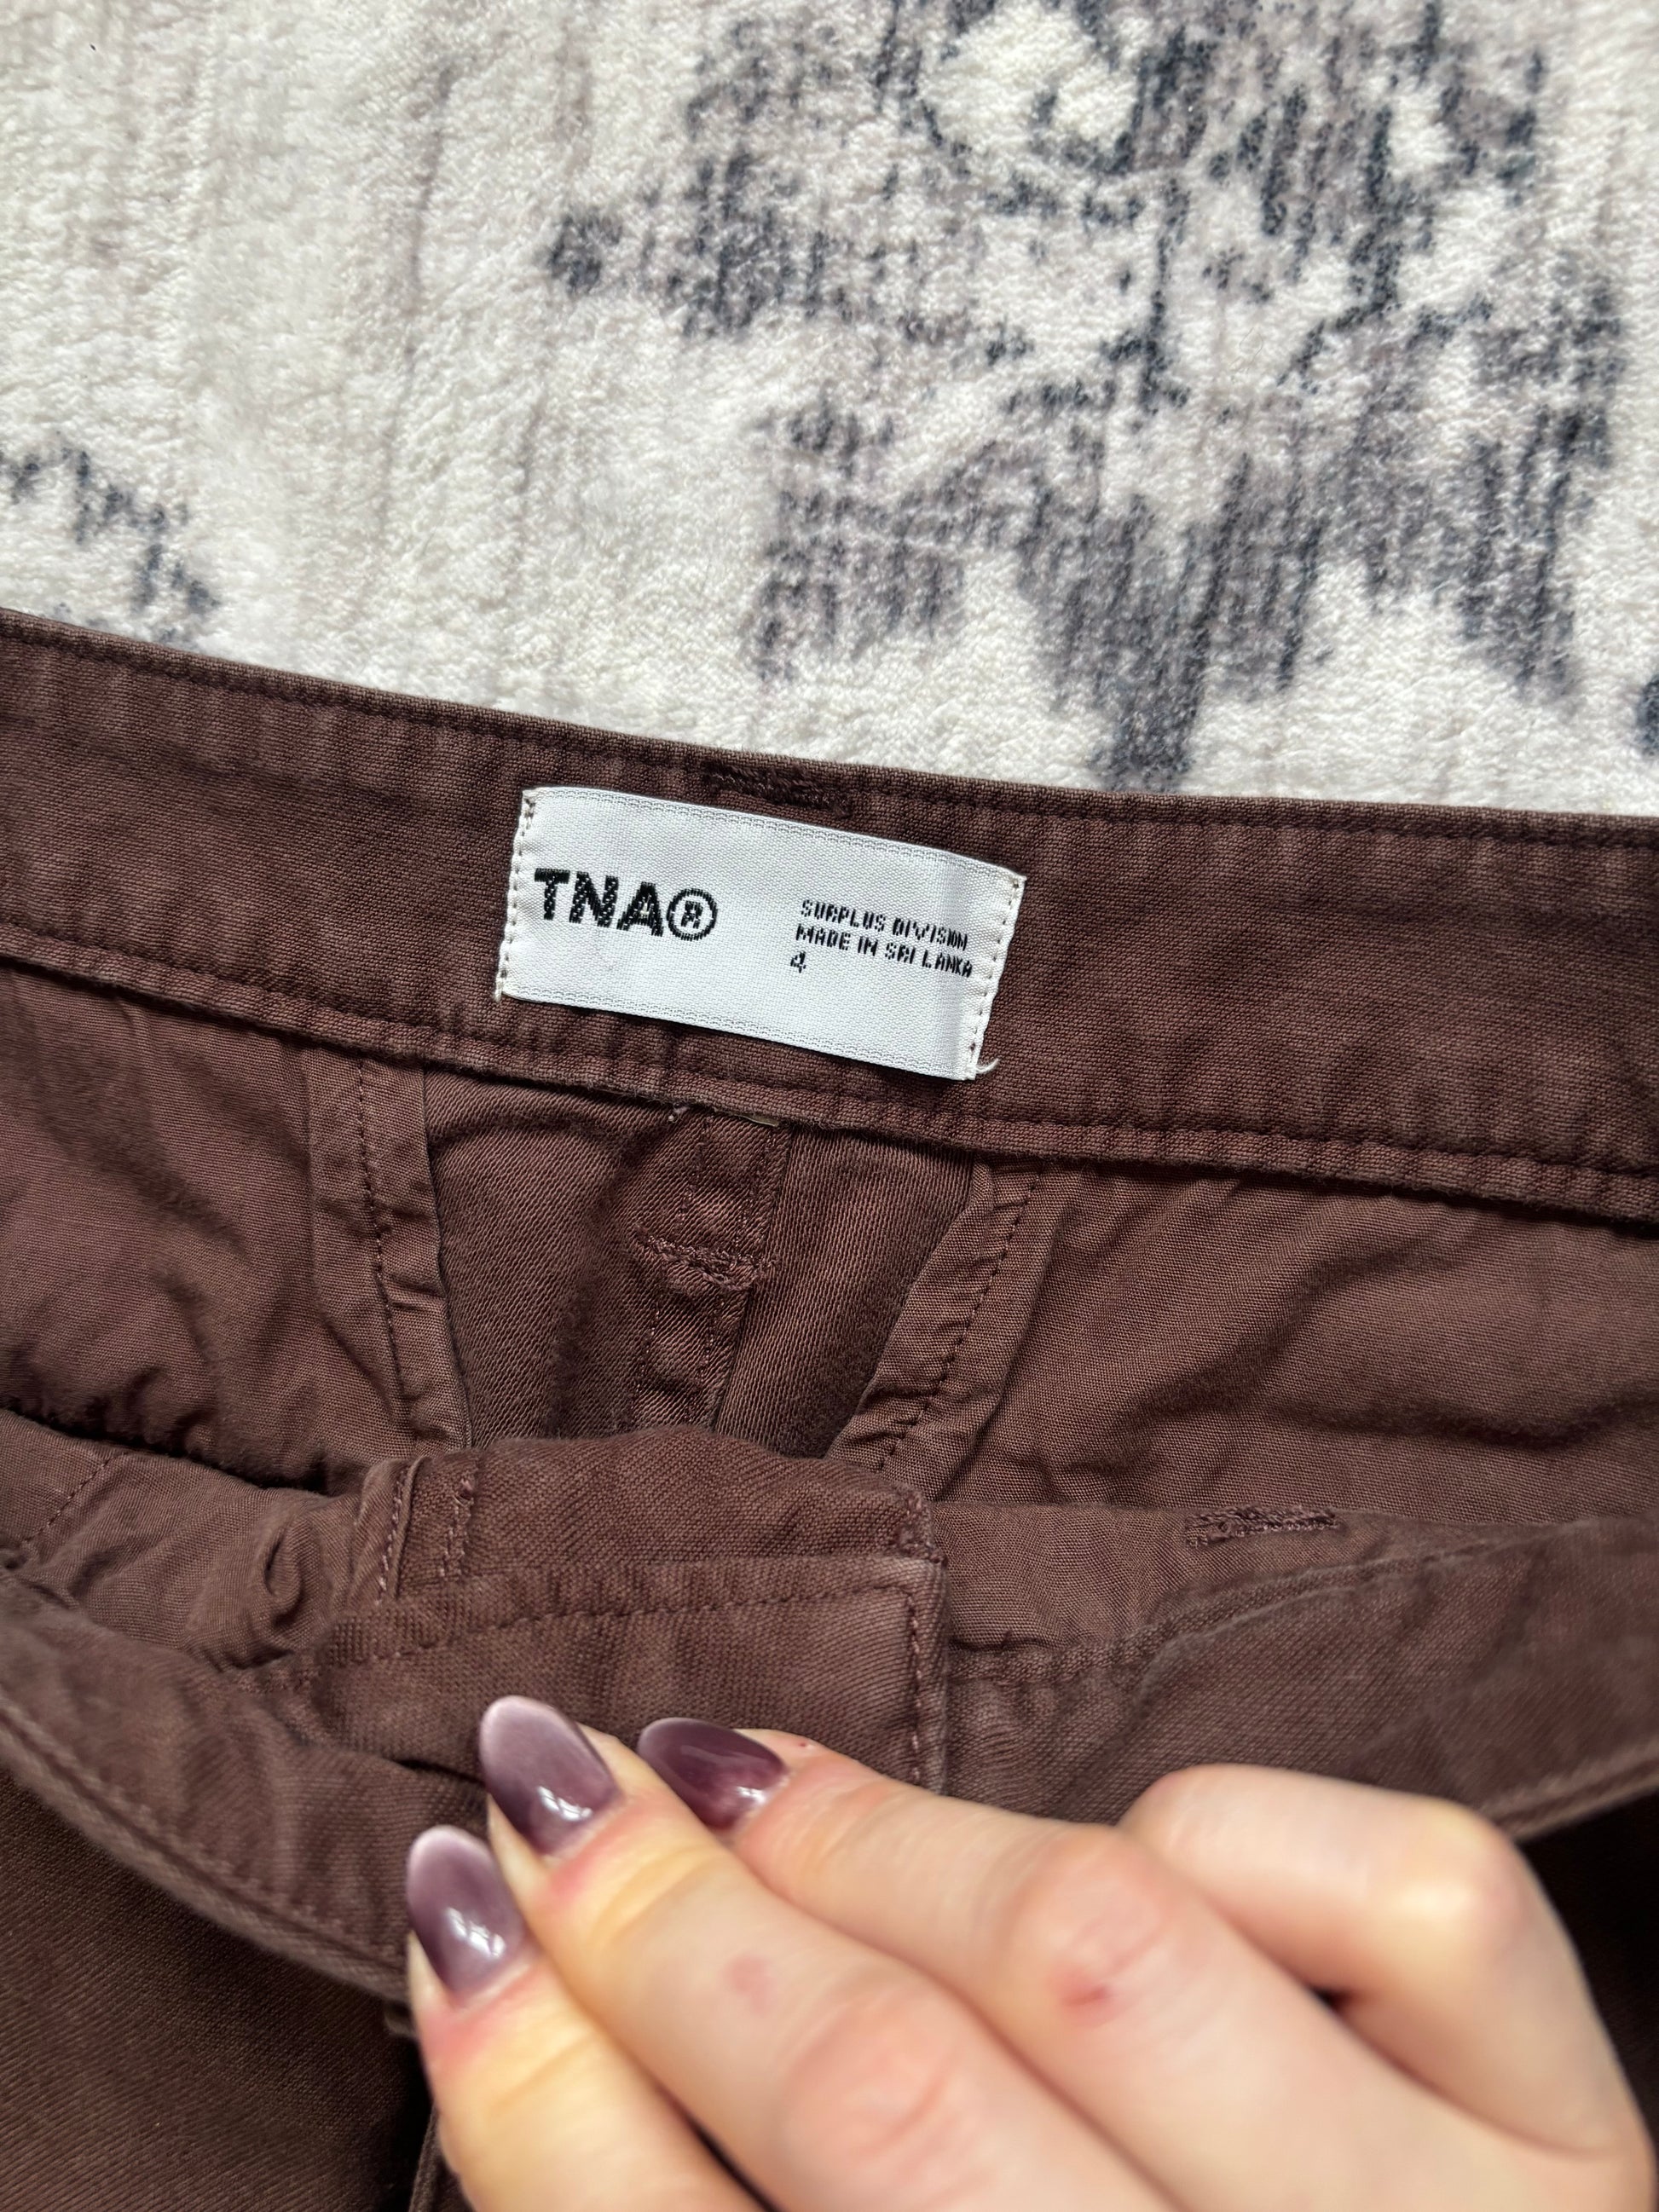 TNA®
SURPLUS DIVISION
MADE IN SRI LANKA
4